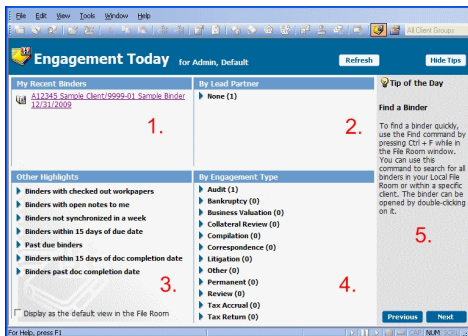 File Edit View Tools Window Help
All Client Groups
Engagement Today for Admin, Default
Refresh
Hide Tips
My Recent Binders
A12345 Sample Client/9999-01 Sample Binder
12/31/2009
1.
By Lead Partner
None (1)
2.
Other Highlights
Binders with checked out workpapers
Binders with open notes to me
Binders not synchronized in a week
Binders within 15 days of due date
Past due binders
Binders within 15 days of doc completion date
Binders past doc completion date
3.
Display as the default view in the File Room
By Engagement Type
Audit (1)
Bankruptcy (0)
Business Valuation (0)
Collateral Review (0)
Compilation (0)
Correspondence (0)
Litigation (0)
Other (0)
Permanent (0)
Review (0)
Tax Accrual (0)
Tax Return (0)
4.
Tip of the Day
Find a Binder
To find a binder quickly,
use the Find command by
pressing Ctrl + F while in
the File Room window.
You can use this
command to search for all
binders in your Local File
Room or within a specific
client. The binder can be
opened by double-clicking
on it.
5.
Previous Next
For Help, press F1
CAP NUM SCRL